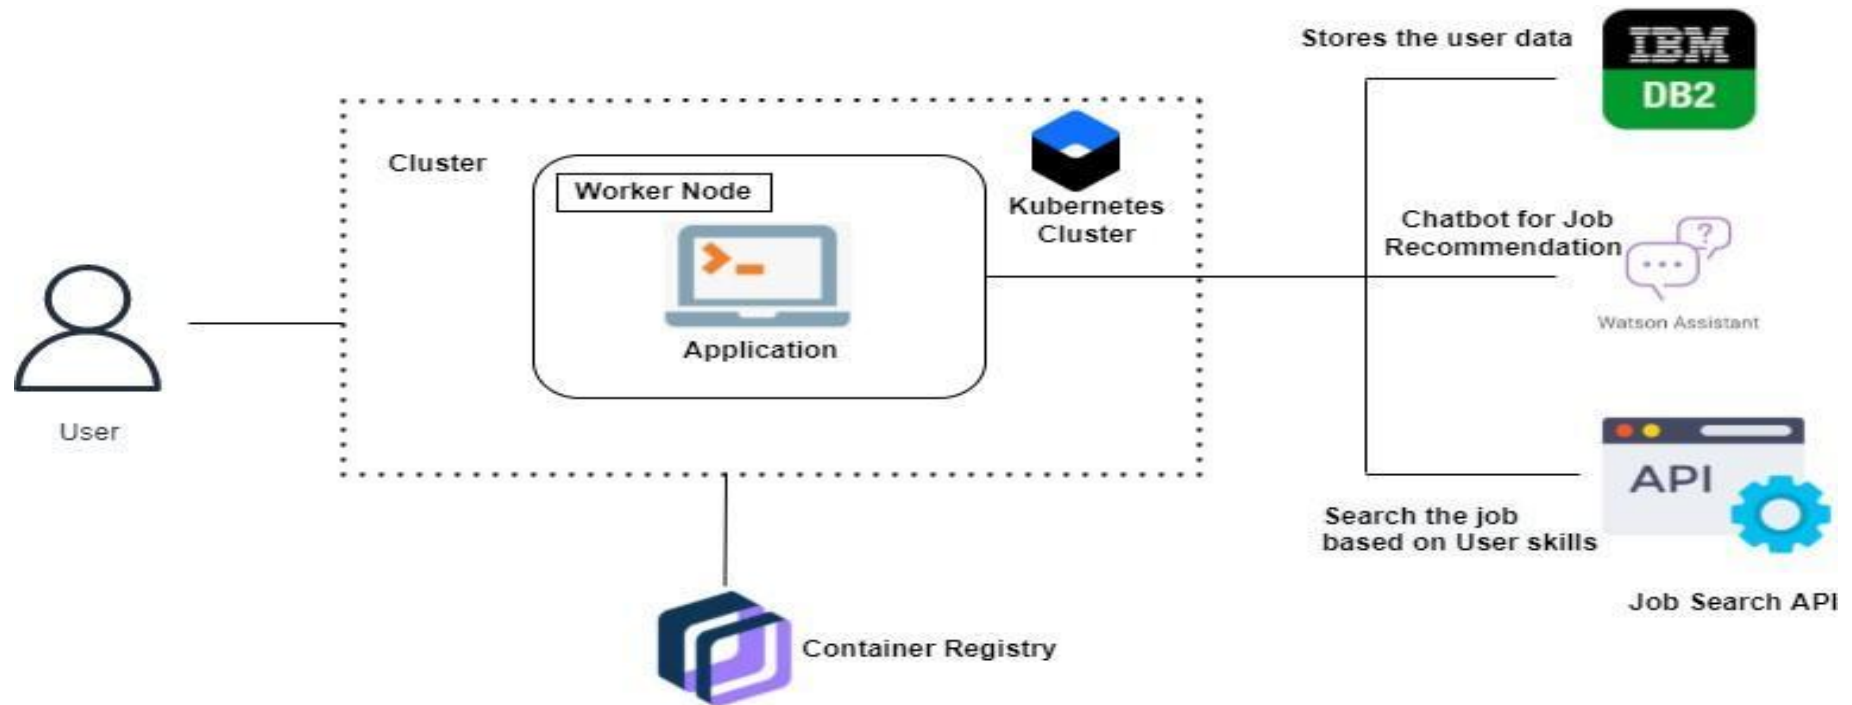 Stores the user data
IBM
DB2
Cluster
Worker Node
Kubernetes
Cluster
Application
Chatbot for Job
Recommendation
?
Watson Assistant
User
API
Search the job
based on User skills
Job Search API
Container Registry